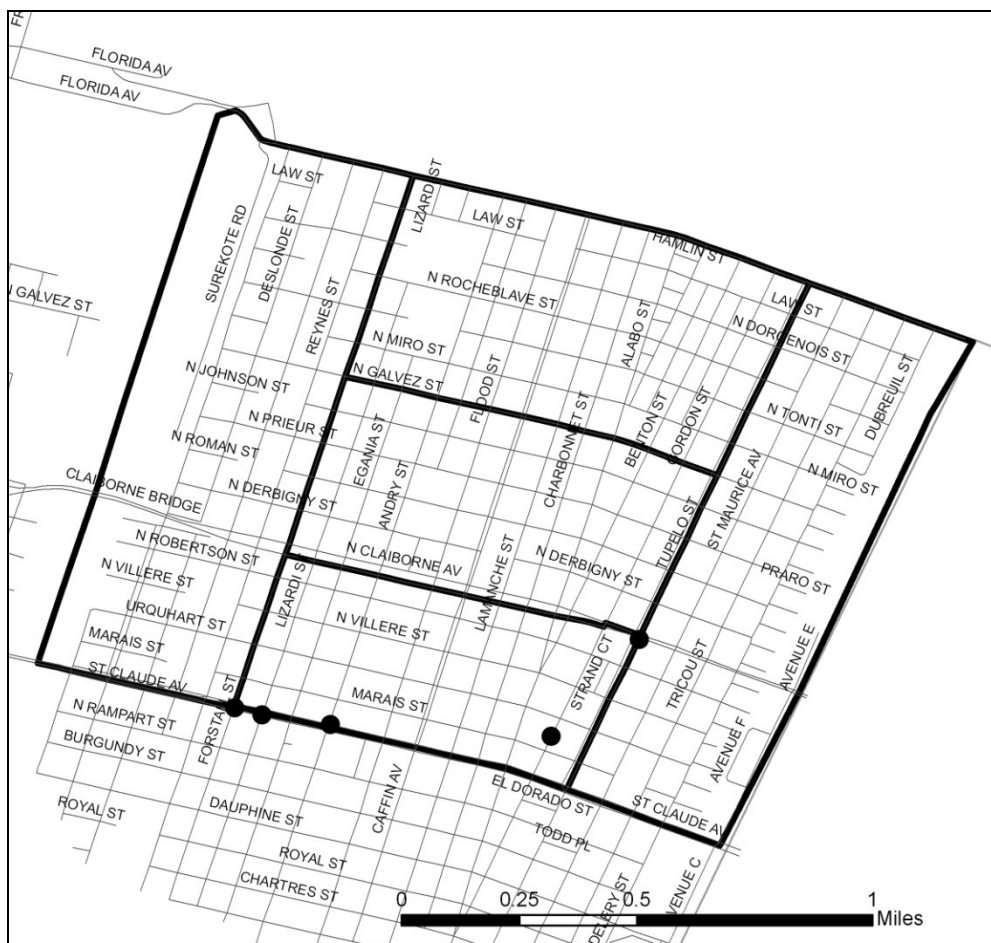 FLORIDA AV
FLORIDA AV
LAW ST
LIZARDI ST
LAW ST
HAMLIN ST
SUREKOTE RD
DESLONDE ST
N GALVEZ ST
REYNES ST
N ROCHEBLAVE ST
LAW ST
N DORGENOIS ST
ALABO ST
N MIRO ST
N GALVEZ ST
FLOOD ST
DUBREUIL ST
N JOHNSON ST
N PRIEUR ST
N ROMAN ST
EGANIA ST
ANDRY ST
CHARBONNET ST
BENTON ST
GORDON ST
N TONTI ST
N MIRO ST
ST MAURICE AV
TUPELO ST
CLAIBORNE BRIDGE
N DERBIGNY ST
N ROBERTSON ST
N CLAIBORNE AV
LAMANCHE ST
N DERBIGNY ST
PRARO ST
N VILLERE ST
LIZARDI ST
URQUHART ST
N VILLERE ST
MARAIS ST
STRAND CT
TRICOU ST
AVENUE E
ST CLAUDE AV
MARAIS ST
N RAMPART ST
FORSTALL ST
BURGUNDY ST
AVENUE F
EL DORADO ST
ST CLAUDE AV
ROYAL ST
DAUPHINE ST
CAFFIN AV
TODD PL
ROYAL ST
CHARTRES ST
DELERY ST
AVENUE C
0 0.25 0.5 1
Miles